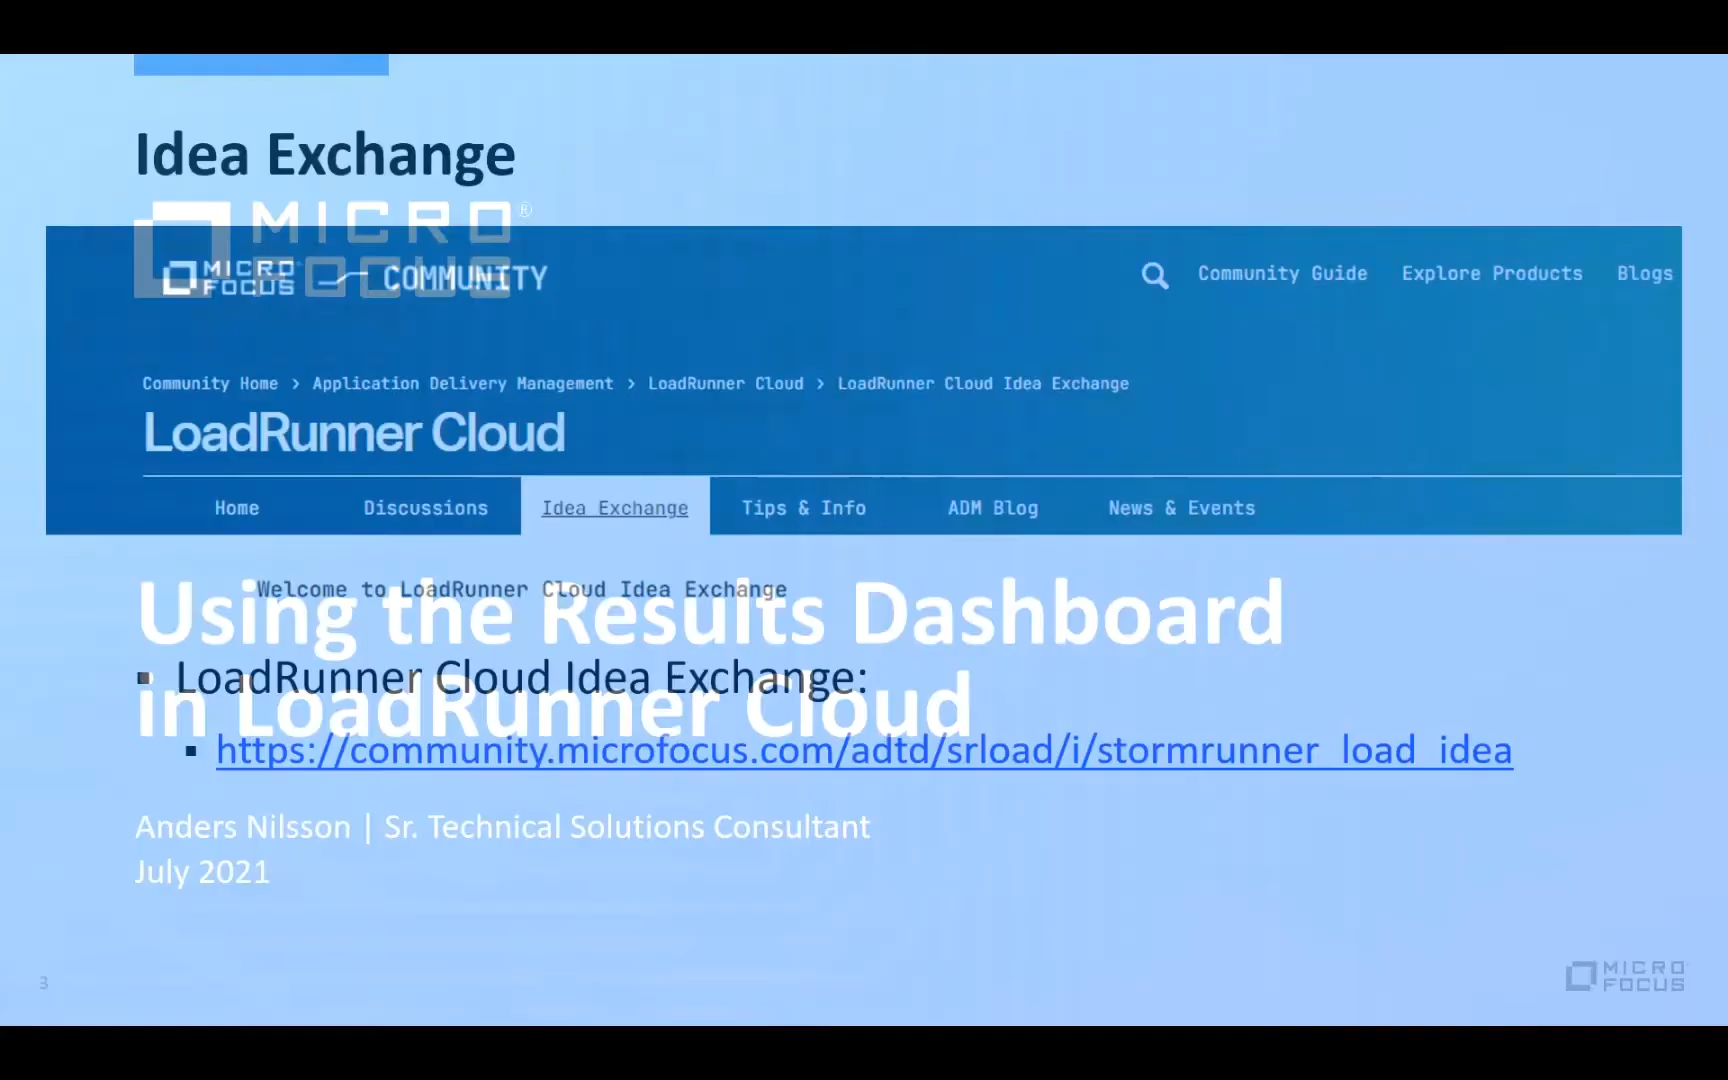 Idea Exchange
MICRO®
FOCUS
MICRO
FOCUS
COMMUNITY
Community Guide
Explore Products
Blogs
Community Home > Application Delivery Management > LoadRunner Cloud > LoadRunner Cloud Idea Exchange
LoadRunner Cloud
Home
Discussions
Idea Exchange
Tips & Info
ADM Blog
News & Events
Welcome to LoadRunner Cloud Idea Exchange
Using the Results Dashboard
in LoadRunner Cloud
▪ LoadRunner Cloud Idea Exchange:
▪ https://community.microfocus.com/adtd/srload/i/stormrunner_load_idea
Anders Nilsson | Sr. Technical Solutions Consultant
July 2021
3
MICRO
FOCUS